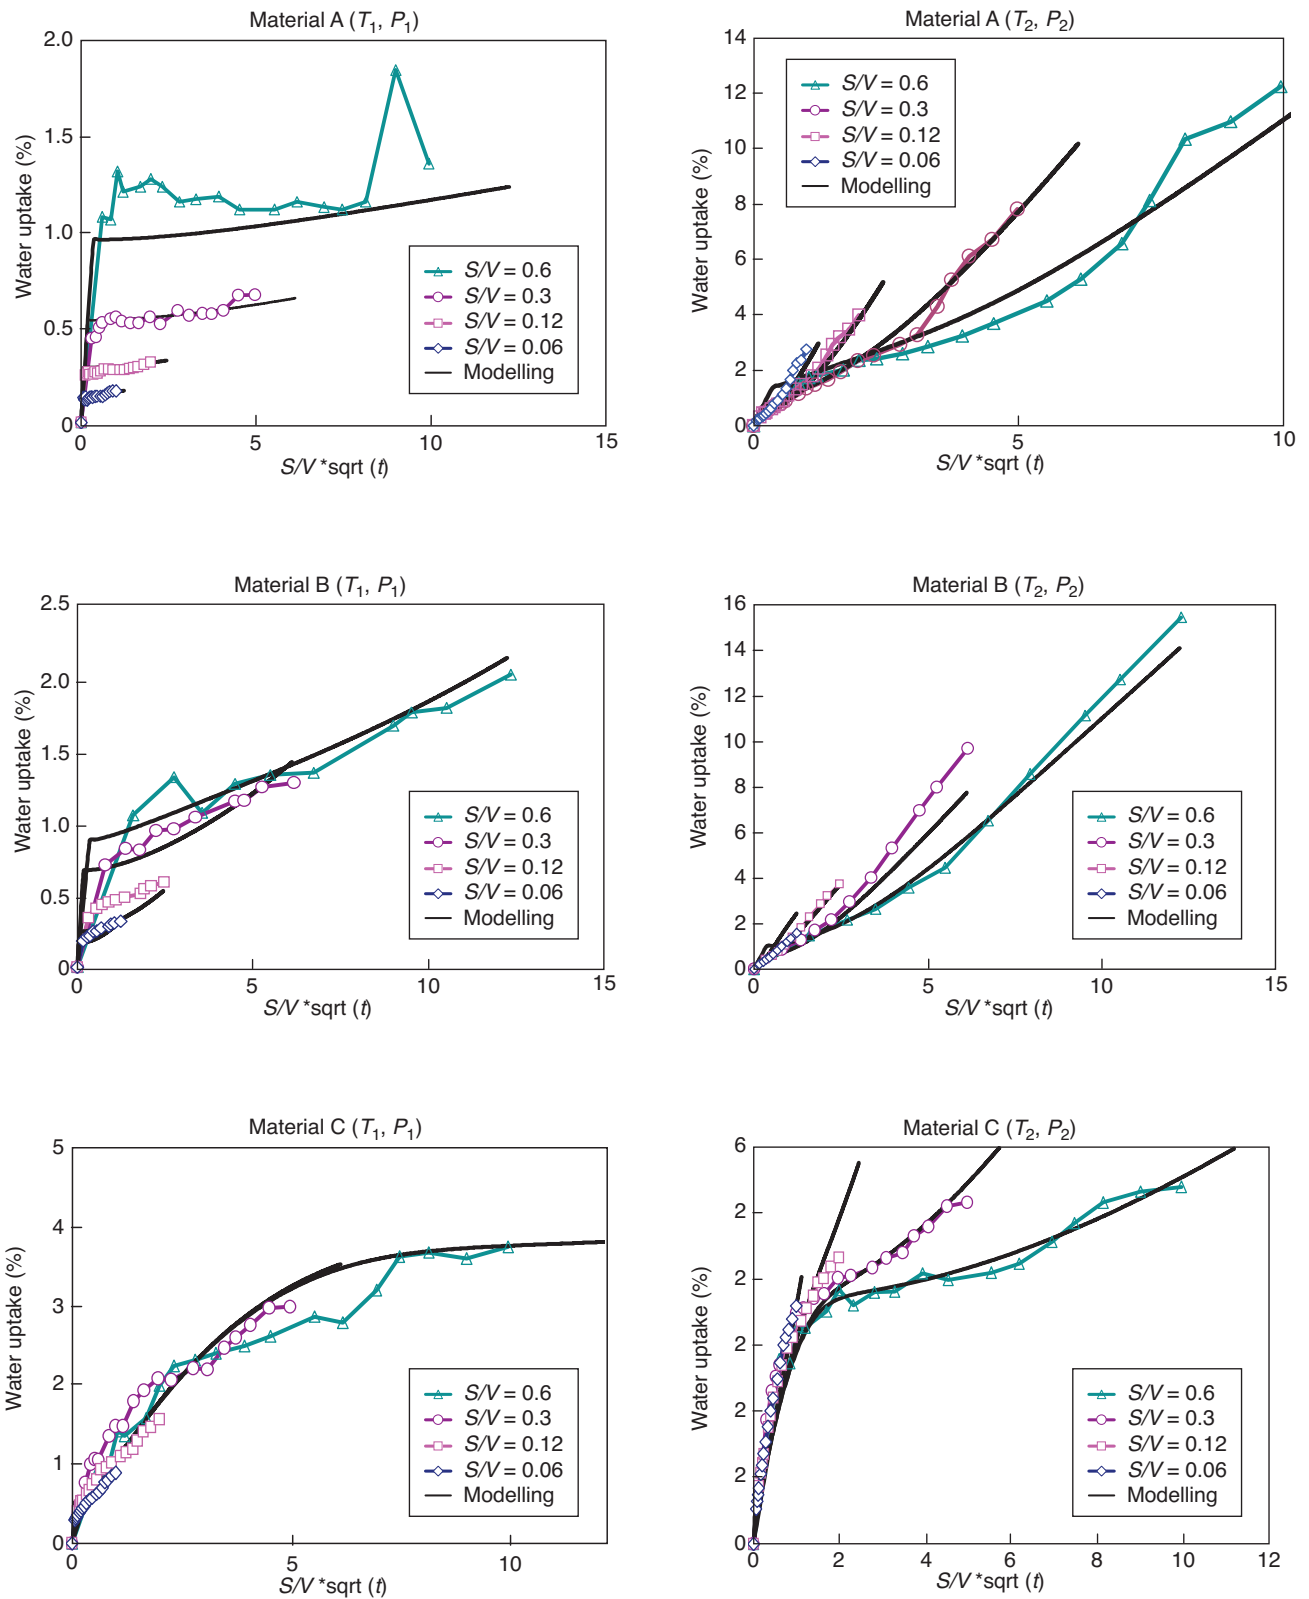 Material A (T1, P1)
2.0
1.5
1.0
0.5
0
0 5 10 15
Water uptake (%)
S/V *sqrt (t)
S/V = 0.6
S/V = 0.3
S/V = 0.12
S/V = 0.06
Modelling
Material A (T2, P2)
14
12
10
8
6
4
2
0
0 5 10
Water uptake (%)
S/V *sqrt (t)
S/V = 0.6
S/V = 0.3
S/V = 0.12
S/V = 0.06
Modelling
Material B (T1, P1)
2.5
2.0
1.5
1.0
0.5
0
0 5 10 15
Water uptake (%)
S/V *sqrt (t)
S/V = 0.6
S/V = 0.3
S/V = 0.12
S/V = 0.06
Modelling
Material B (T2, P2)
16
14
12
10
8
6
4
2
0
0 5 10 15
Water uptake (%)
S/V *sqrt (t)
S/V = 0.6
S/V = 0.3
S/V = 0.12
S/V = 0.06
Modelling
Material C (T1, P1)
5
4
3
2
1
0
0 5 10
Water uptake (%)
S/V *sqrt (t)
S/V = 0.6
S/V = 0.3
S/V = 0.12
S/V = 0.06
Modelling
Material C (T2, P2)
6
2
2
2
2
2
0
0 2 4 6 8 10 12
Water uptake (%)
S/V *sqrt (t)
S/V = 0.6
S/V = 0.3
S/V = 0.12
S/V = 0.06
Modelling